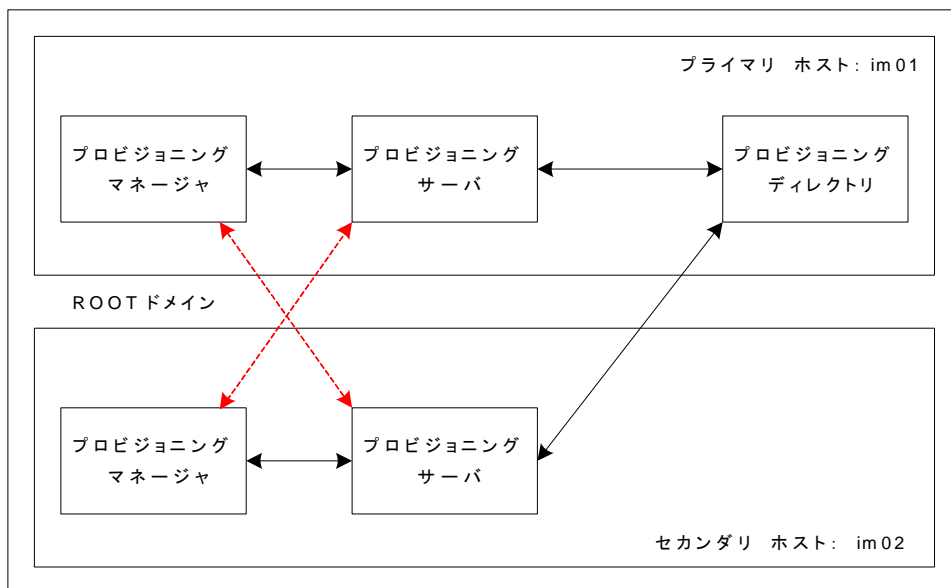 プライマリ ホスト: im01
プロビジョニング
マネージャ
プロビジョニング
サーバ
プロビジョニング
ディレクトリ
ROOTドメイン
プロビジョニング
マネージャ
プロビジョニング
サーバ
セカンダリ ホスト: im02